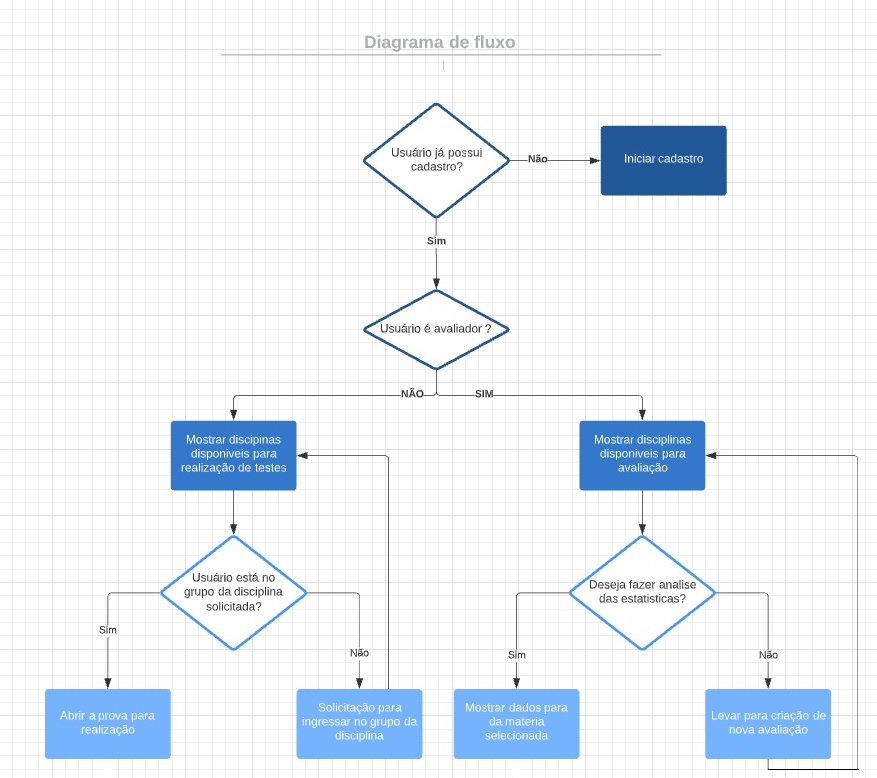 Diagrama de fluxo
Usuário já possui
cadastro?
Não
Iniciar cadastro
Sim
Usuário é avaliador ?
NÃO
SIM
Mostrar discipinas
disponiveis para
realização de testes
Mostrar disciplinas
disponiveis para
avaliação
Usuário está no
grupo da disciplina
solicitada?
Deseja fazer analise
das estatisticas?
Sim
Não
Sim
Não
Abrir a prova para
realização
Solicitação para
ingressar no grupo da
disciplina
Mostrar dados para
da materia
selecionada
Levar para criação de
nova avaliação